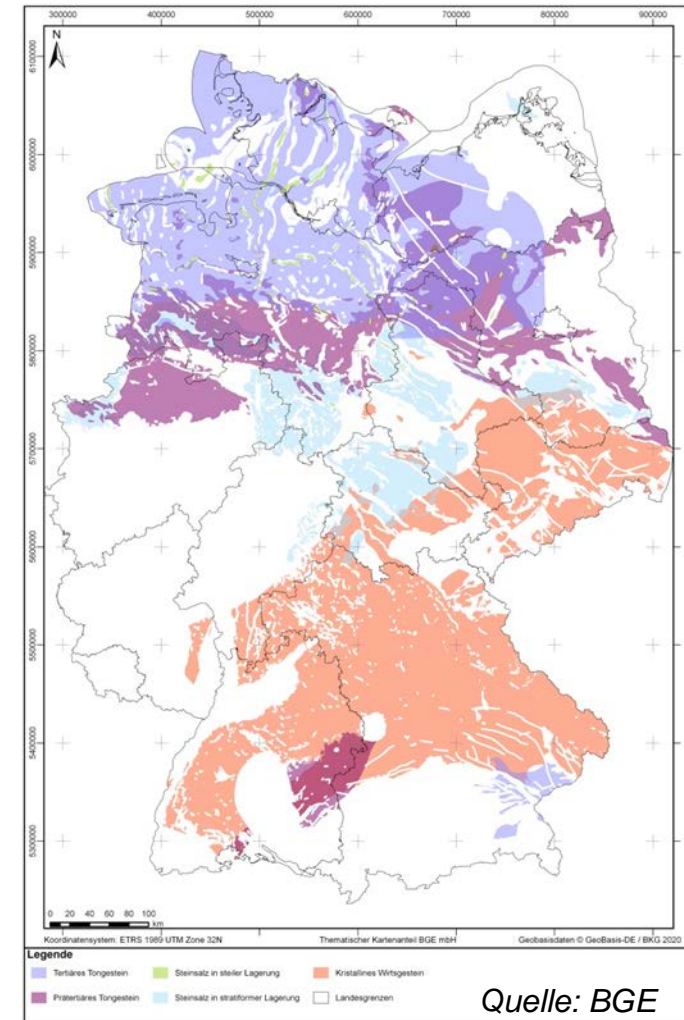 300000 400000 500000 600000 700000 800000 900000
N
6100000
6000000
5900000
5800000
5700000
5600000
5500000
5400000
5300000
0 20 40 60 80 100
km
Koordinatensystem: ETRS 1989 UTM Zone 32N Thematischer Kartenanteil BGE mbH Geobasisdaten © GeoBasis-DE / BKG 2020
Legende
Tertiäres Tongestein Steinsalz in steiler Lagerung Kristallines Wirtsgestein
Prätertiäres Tongestein Steinsalz in stratiformer Lagerung Landesgrenzen
Quelle: BGE